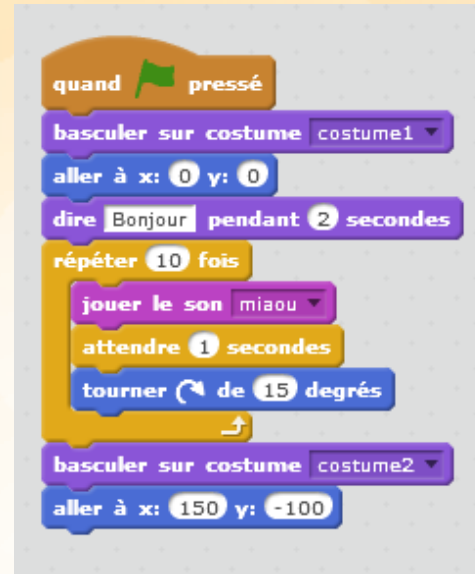 quand pressé
basculer sur costume costume1
aller à x: 0 y: 0
dire Bonjour pendant 2 secondes
répéter 10 fois
jouer le son miaou
attendre 1 secondes
tourner de 15 degrés
basculer sur costume costume2
aller à x: 150 y: -100